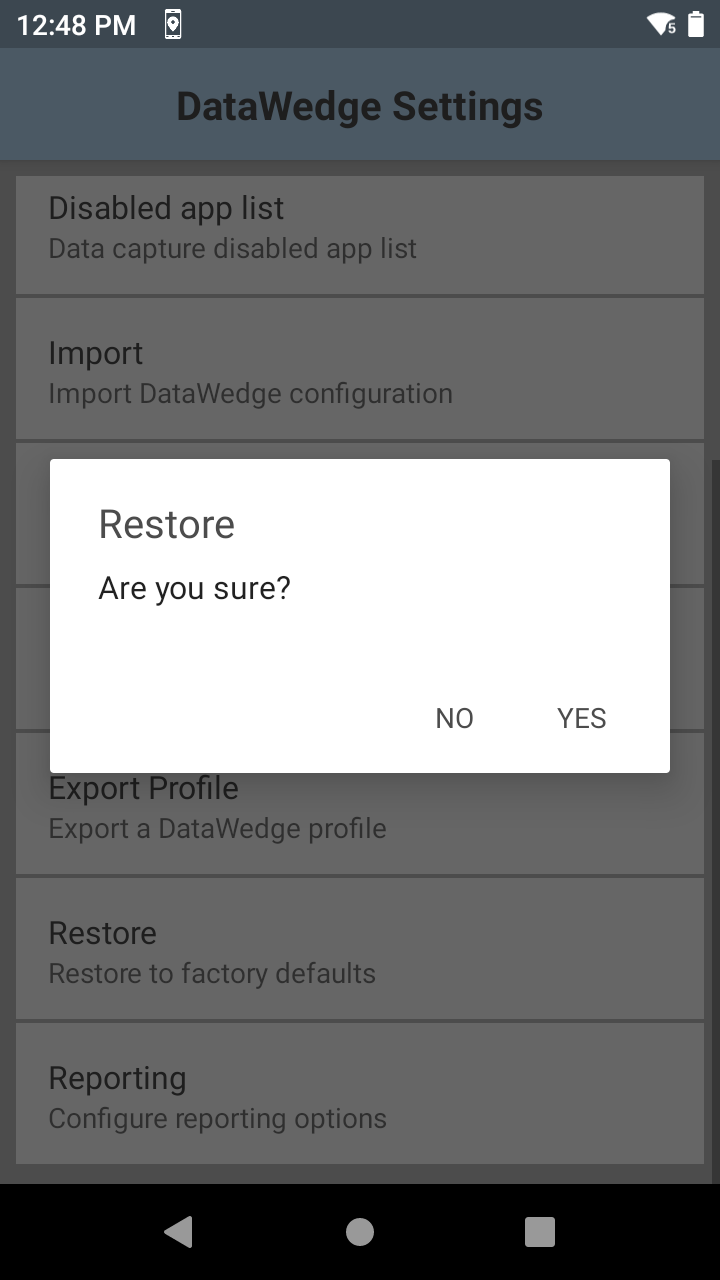 12:48 PM
5
DataWedge Settings
Disabled app list
Data capture disabled app list
Import
Import DataWedge configuration
Restore
Are you sure?
NO
YES
Export Profile
Export a DataWedge profile
Restore
Restore to factory defaults
Reporting
Configure reporting options